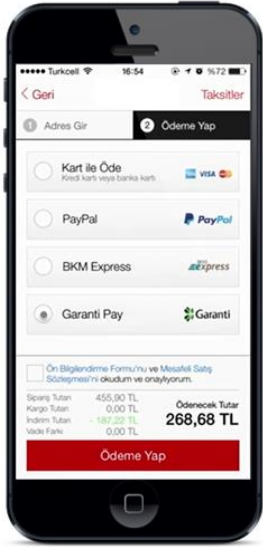 Turkcell 16:54 %72
Geri Taksitler
1 Adres Gir 2 Ödeme Yap
Kart ile Öde
Kredi kartı veya banka kartı
VISA
PayPal PayPal
BKM Express express
Garanti Pay Garanti
Ön Bilgilendirme Formu'nu ve Mesafeli Satış
Sözleşmesi'ni okudum ve onaylıyorum.
Sipariş Tutarı 455,90 TL
Kargo Tutarı 0,00 TL
İndirim Tutarı - 187,22 TL
Vade Farkı 0,00 TL
Ödenecek Tutar
268,68 TL
Ödeme Yap